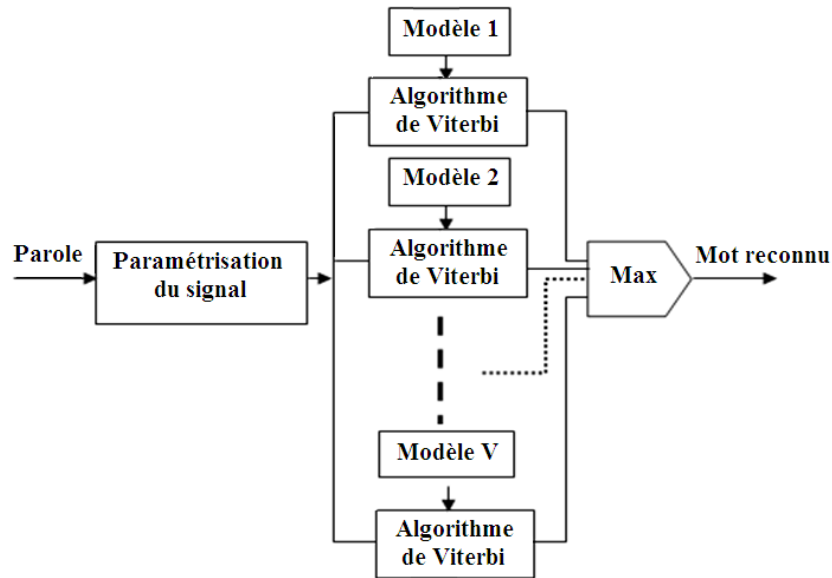 Modèle 1
Algorithme
de Viterbi
Modèle 2
Parole
Paramétrisation
du signal
Algorithme
de Viterbi
Max
Mot reconnu
Modèle V
Algorithme
de Viterbi